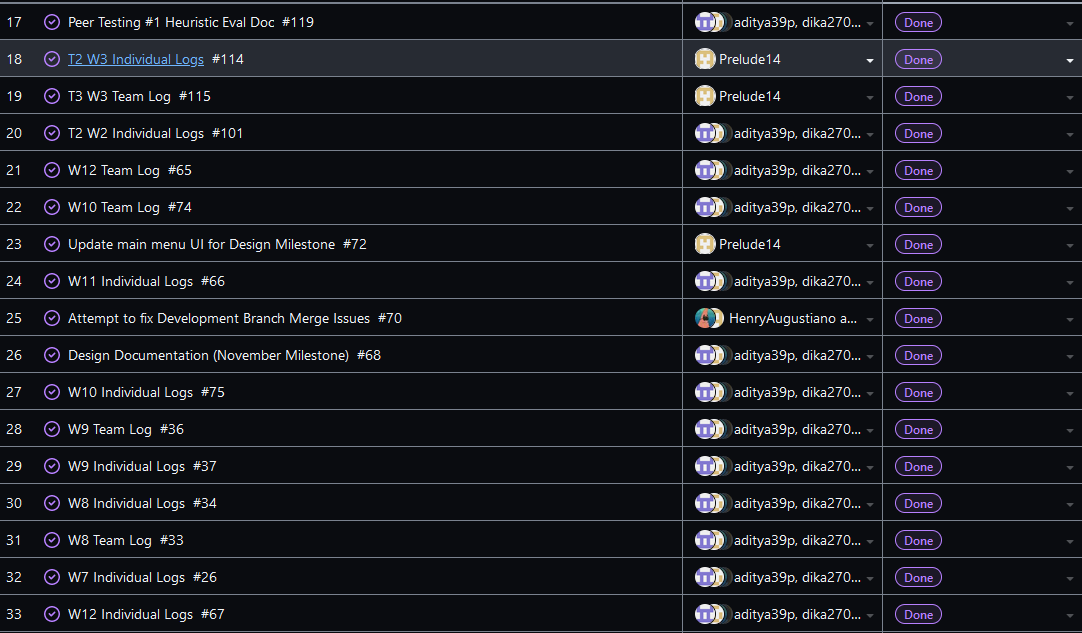 17 Peer Testing #1 Heuristic Eval Doc #119 aditya39p, dika270... Done
18 T2 W3 Individual Logs #114 Prelude14 Done
19 T3 W3 Team Log #115 Prelude14 Done
20 T2 W2 Individual Logs #101 aditya39p, dika270... Done
21 W12 Team Log #65 aditya39p, dika270... Done
22 W10 Team Log #74 aditya39p, dika270... Done
23 Update main menu UI for Design Milestone #72 Prelude14 Done
24 W11 Individual Logs #66 aditya39p, dika270... Done
25 Attempt to fix Development Branch Merge Issues #70 HenryAugustiano a... Done
26 Design Documentation (November Milestone) #68 aditya39p, dika270... Done
27 W10 Individual Logs #75 aditya39p, dika270... Done
28 W9 Team Log #36 aditya39p, dika270... Done
29 W9 Individual Logs #37 aditya39p, dika270... Done
30 W8 Individual Logs #34 aditya39p, dika270... Done
31 W8 Team Log #33 aditya39p, dika270... Done
32 W7 Individual Logs #26 aditya39p, dika270... Done
33 W12 Individual Logs #67 aditya39p, dika270... Done